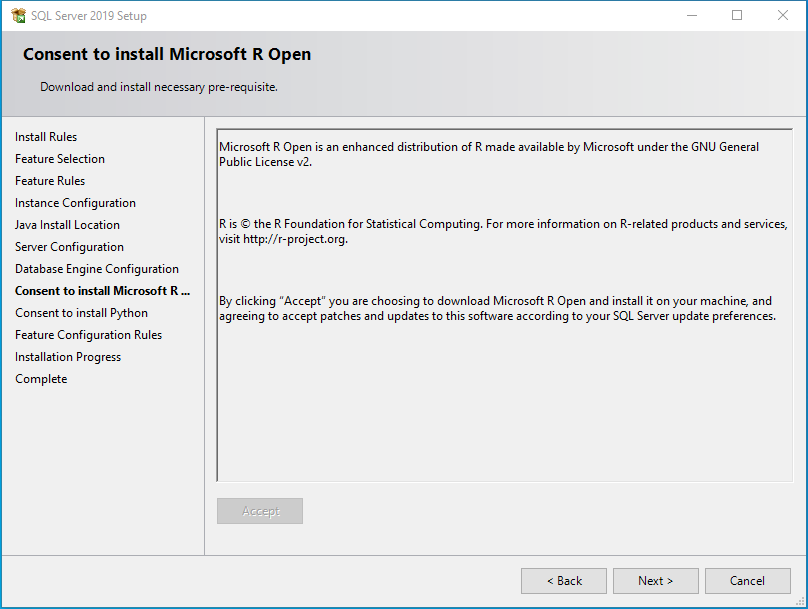 SQL Server 2019 Setup
Consent to install Microsoft R Open
Download and install necessary pre-requisite.
Install Rules
Feature Selection
Feature Rules
Instance Configuration
Java Install Location
Server Configuration
Database Engine Configuration
Consent to install Microsoft R ...
Consent to install Python
Feature Configuration Rules
Installation Progress
Complete
Microsoft R Open is an enhanced distribution of R made available by Microsoft under the GNU General
Public License v2.
R is © the R Foundation for Statistical Computing. For more information on R-related products and services,
visit http://r-project.org.
By clicking “Accept” you are choosing to download Microsoft R Open and install it on your machine, and
agreeing to accept patches and updates to this software according to your SQL Server update preferences.
Accept
< Back
Next >
Cancel